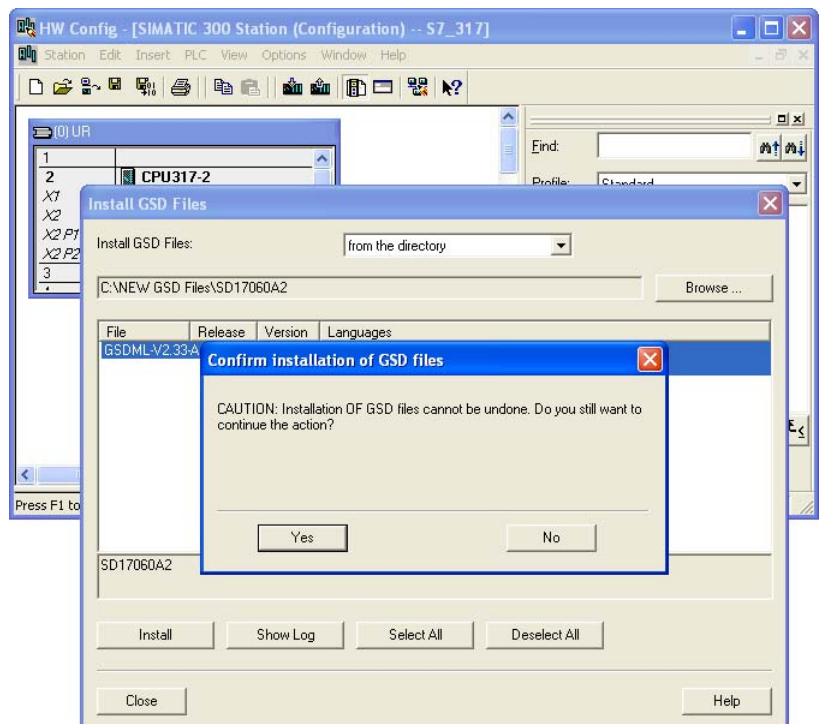 HW Config - [SIMATIC 300 Station (Configuration) -- S7_317]
Station Edit Insert PLC View Options Window Help
(0) UR
1
2 CPU317-2
X1
X2
X2 P1
X2 P2
3
Find:
Profile: Standard
Press F1 to
Install GSD Files
Install GSD Files: from the directory
C:\NEW GSD Files\SD17060A2 Browse ...
File Release Version Languages
GSDML-V2.33-A
Confirm installation of GSD files
CAUTION: Installation OF GSD files cannot be undone. Do you still want to
continue the action?
Yes No
SD17060A2
Install Show Log Select All Deselect All
Close Help